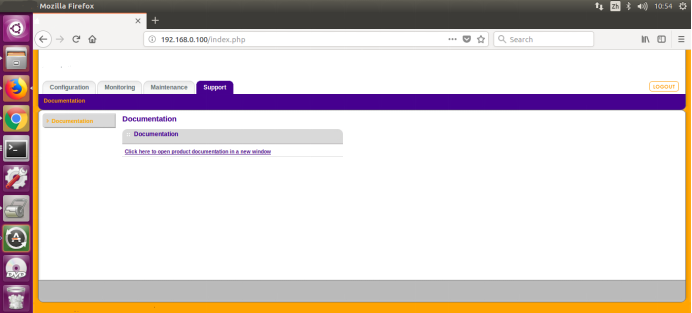 Mozilla Firefox
Zh
10:54
192.168.0.100/index.php
Search
Configuration
Monitoring
Maintenance
Support
LOGOUT
Documentation
Documentation
Documentation
Documentation
Click here to open product documentation in a new window
DVD